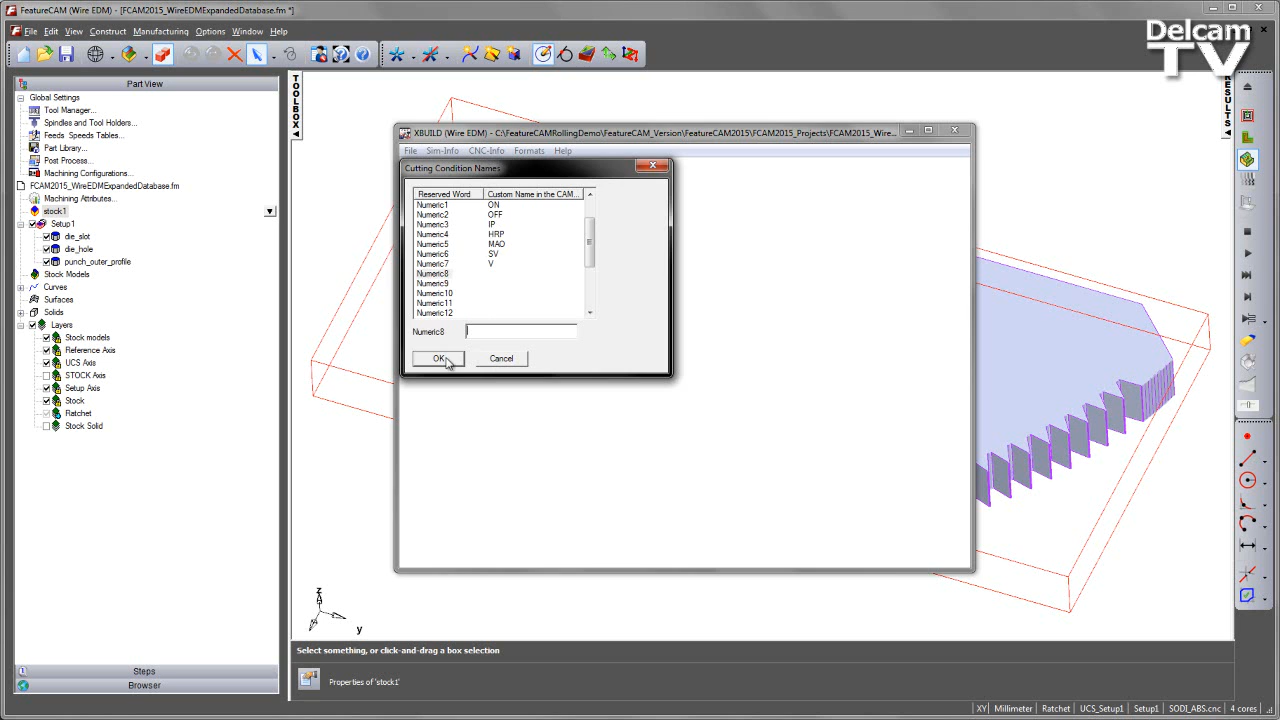 FeatureCAM (Wire EDM) - [FCAM2015_WireEDMExpandedDatabase.fm *]
File Edit View Construct Manufacturing Options Window Help
Delcam
TV
Part View
Global Settings
Tool Manager...
Spindles and Tool Holders...
Feeds Speeds Tables...
Part Library...
Post Process...
Machining Configurations...
FCAM2015_WireEDMExpandedDatabase.fm
Machining Attributes...
stock1
Setup1
die_slot
die_hole
punch_outer_profile
Stock Models
Curves
Surfaces
Solids
Layers
Stock models
Reference Axis
UCS Axis
STOCK Axis
Setup Axis
Stock
Ratchet
Stock Solid
Steps
Browser
TOOLBOX
RESULTS
XBUILD (Wire EDM) - C:\FeatureCAMRollingDemo\FeatureCAM_Version\FeatureCAM2015\FCAM2015_Projects\FCAM2015_Wire...
File Sim-Info CNC-Info Formats Help
Cutting Condition Names
Reserved Word Custom Name in the CAM...
Numeric1 ON
Numeric2 OFF
Numeric3 IP
Numeric4 HRP
Numeric5 MAO
Numeric6 SV
Numeric7 V
Numeric8
Numeric9
Numeric10
Numeric11
Numeric12
Numeric8
OK Cancel
z
y
Select something, or click-and-drag a box selection
Properties of 'stock1'
XY Millimeter Ratchet UCS_Setup1 Setup1 SODI_ABS.cnc 4 cores